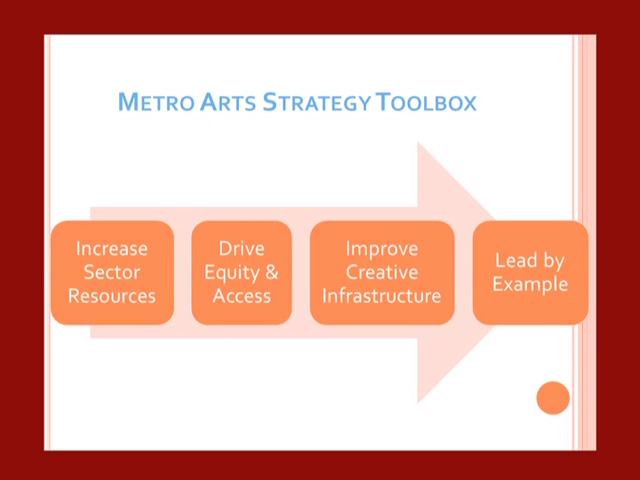 METRO ARTS STRATEGY TOOLBOX
Increase
Sector
Resources
Drive
Equity &
Access
Improve
Creative
Infrastructure
Lead by
Example